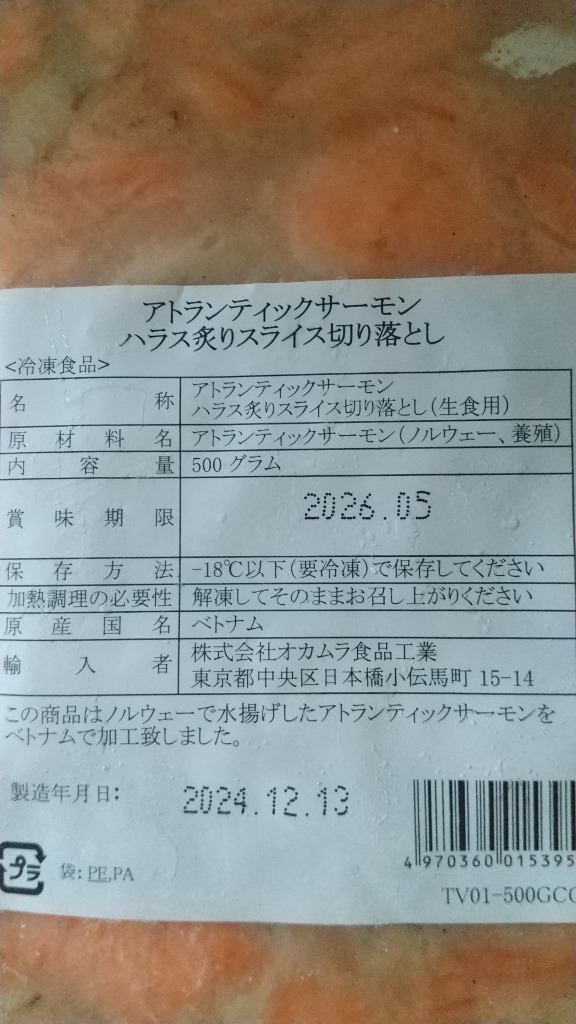 アトランティックサーモン
ハラス炙りスライス切り落とし
<冷凍食品>
名称 アトランティックサーモン
ハラス炙りスライス切り落とし(生食用)
原材料名 アトランティックサーモン(ノルウェー、養殖)
内容量 500グラム
賞味期限 2026.05
保存方法 -18℃以下(要冷凍)で保存してください
加熱調理の必要性 解凍してそのままお召し上がりください
原産国名 ベトナム
輸入者 株式会社オカムラ食品工業
東京都中央区日本橋小伝馬町 15-14
この商品はノルウェーで水揚げしたアトランティックサーモンを
ベトナムで加工致しました。
製造年月日: 2024.12.13
4 970360 015395
プラ 袋: PE,PA
TV01-500GCC